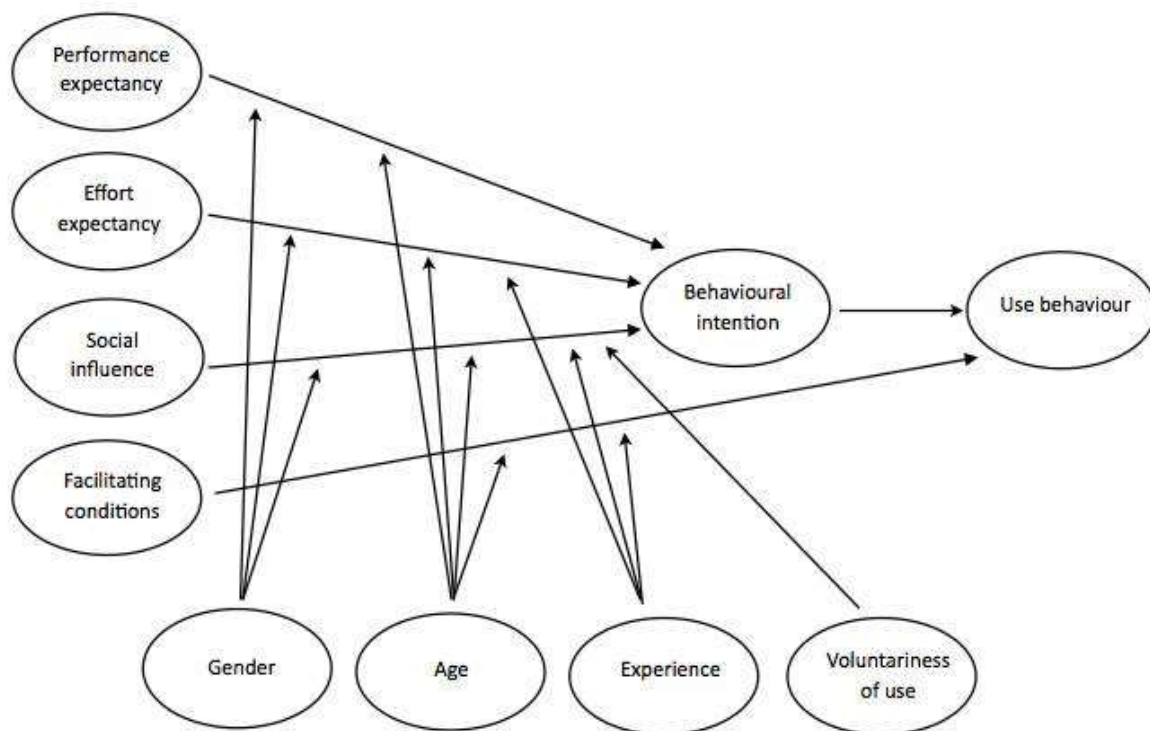 Performance
expectancy
Effort
expectancy
Social
influence
Facilitating
conditions
Behavioural
intention
Use behaviour
Gender
Age
Experience
Voluntariness
of use